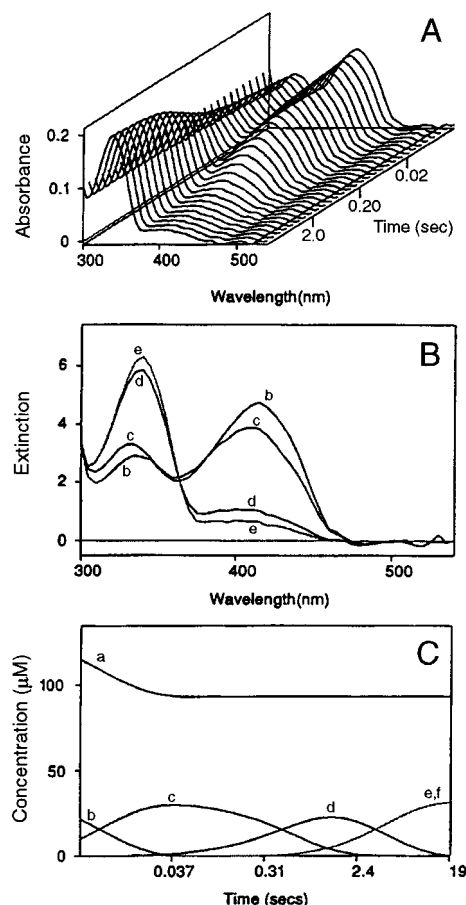 A
Absorbance
0.2
0.1
0
300
400
500
2.0
0.20
0.02
Time (sec)
Wavelength(nm)
B
Extinction
6
4
2
0
e
d
c
b
b
c
d
e
300
400
500
Wavelength(nm)
C
Concentration (μM)
100
50
0
a
b
c
d
e,f
0.037
0.31
2.4
19
Time (secs)